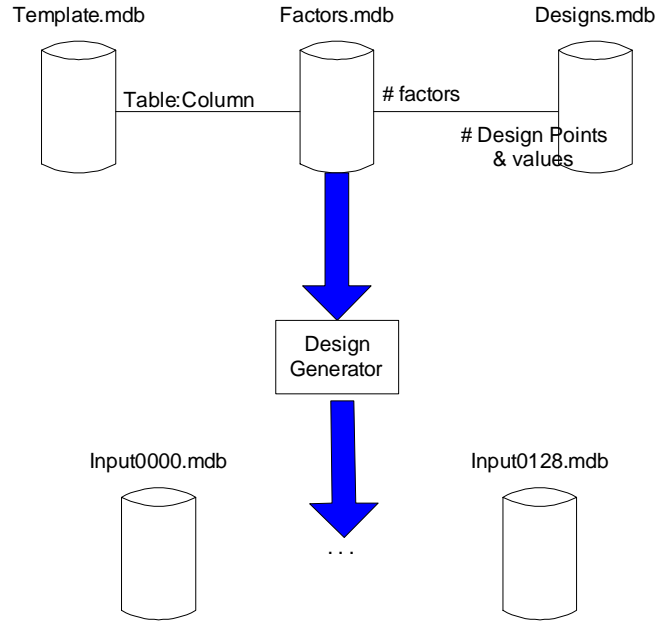 Template.mdb
Factors.mdb
Designs.mdb
Table:Column
# factors
# Design Points
& values
Design
Generator
Input0000.mdb
Input0128.mdb
...